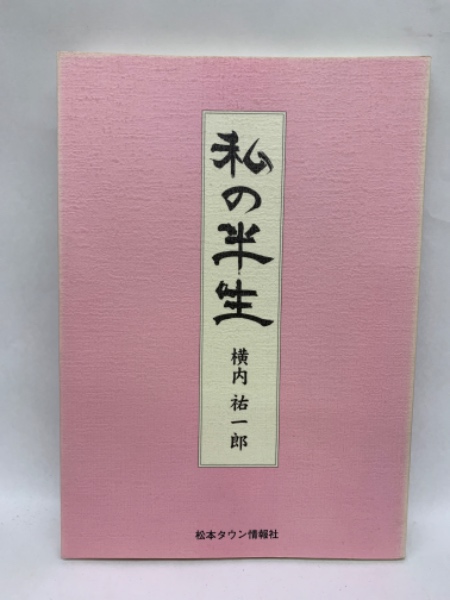 私の半生
横内祐一郎
松本タウン情報社